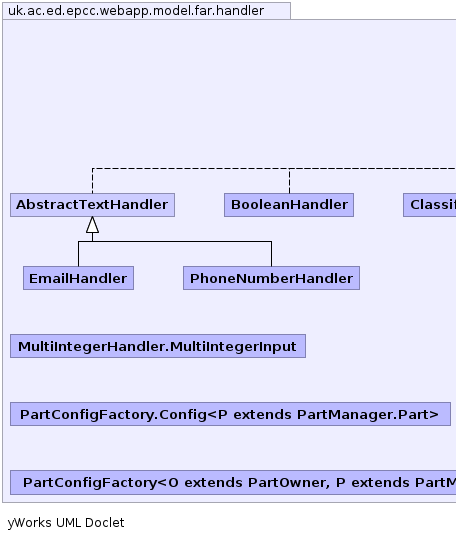 uk.ac.ed.epcc.webapp.model.far.handler
AbstractTextHandler
BooleanHandler
Classif
EmailHandler
PhoneNumberHandler
MultiIntegerHandler.MultiIntegerInput
PartConfigFactory.Config<P extends PartManager.Part>
PartConfigFactory<O extends PartOwner, P extends PartM
yWorks UML Doclet